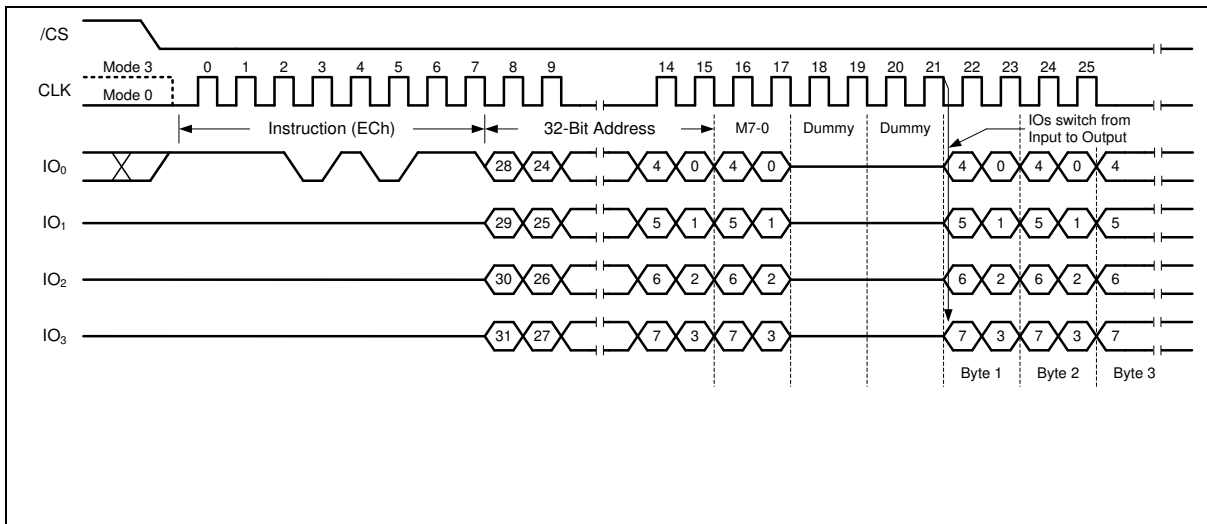 /CS
Mode 3
0 1 2 3 4 5 6 7 8 9 14 15 16 17 18 19 20 21 22 23 24 25
CLK
Mode 0
Instruction (ECh) 32-Bit Address M7-0 Dummy Dummy
IOs switch from
Input to Output
IO₀ 28 24 4 0 4 0 4 0 4 0 4
IO₁ 29 25 5 1 5 1 5 1 5 1 5
IO₂ 30 26 6 2 6 2 6 2 6 2 6
IO₃ 31 27 7 3 7 3 7 3 7 3 7
Byte 1 Byte 2 Byte 3